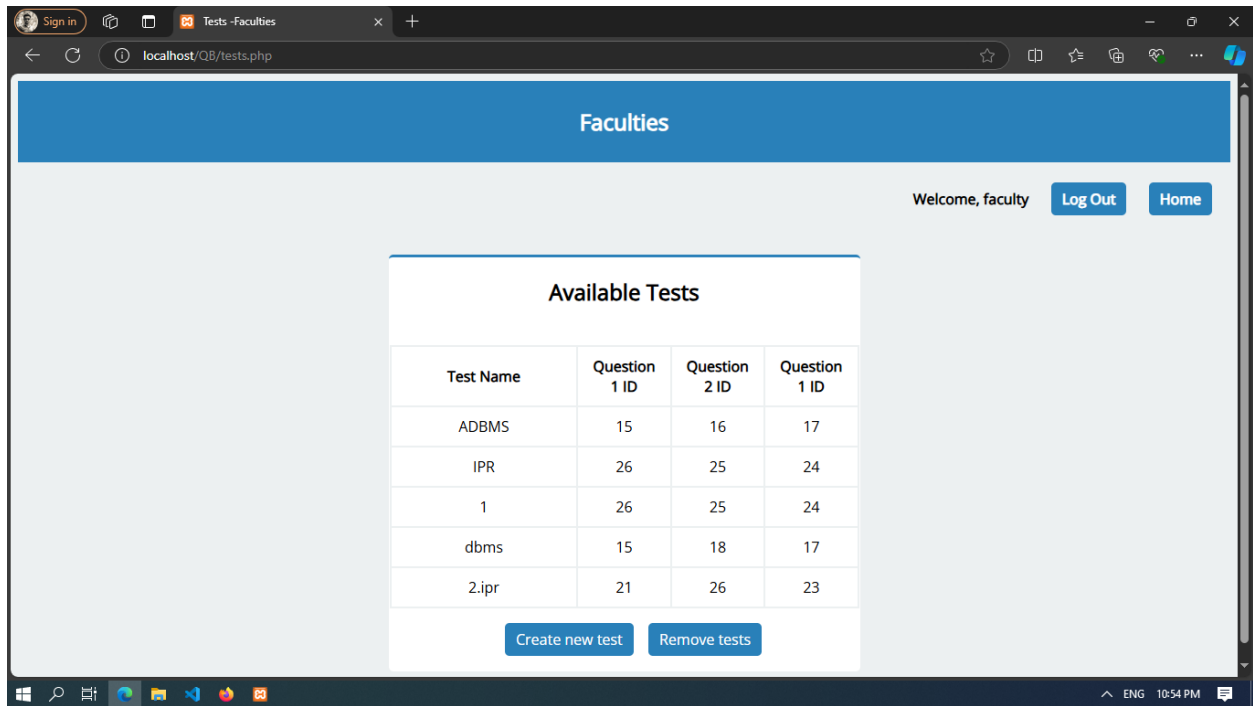 Sign in
Tests -Faculties
localhost/QB/tests.php
Faculties
Welcome, faculty Log Out Home
Available Tests
Test Name Question 1 ID Question 2 ID Question 1 ID
ADBMS 15 16 17
IPR 26 25 24
1 26 25 24
dbms 15 18 17
2.ipr 21 26 23
Create new test Remove tests
ENG 10:54 PM